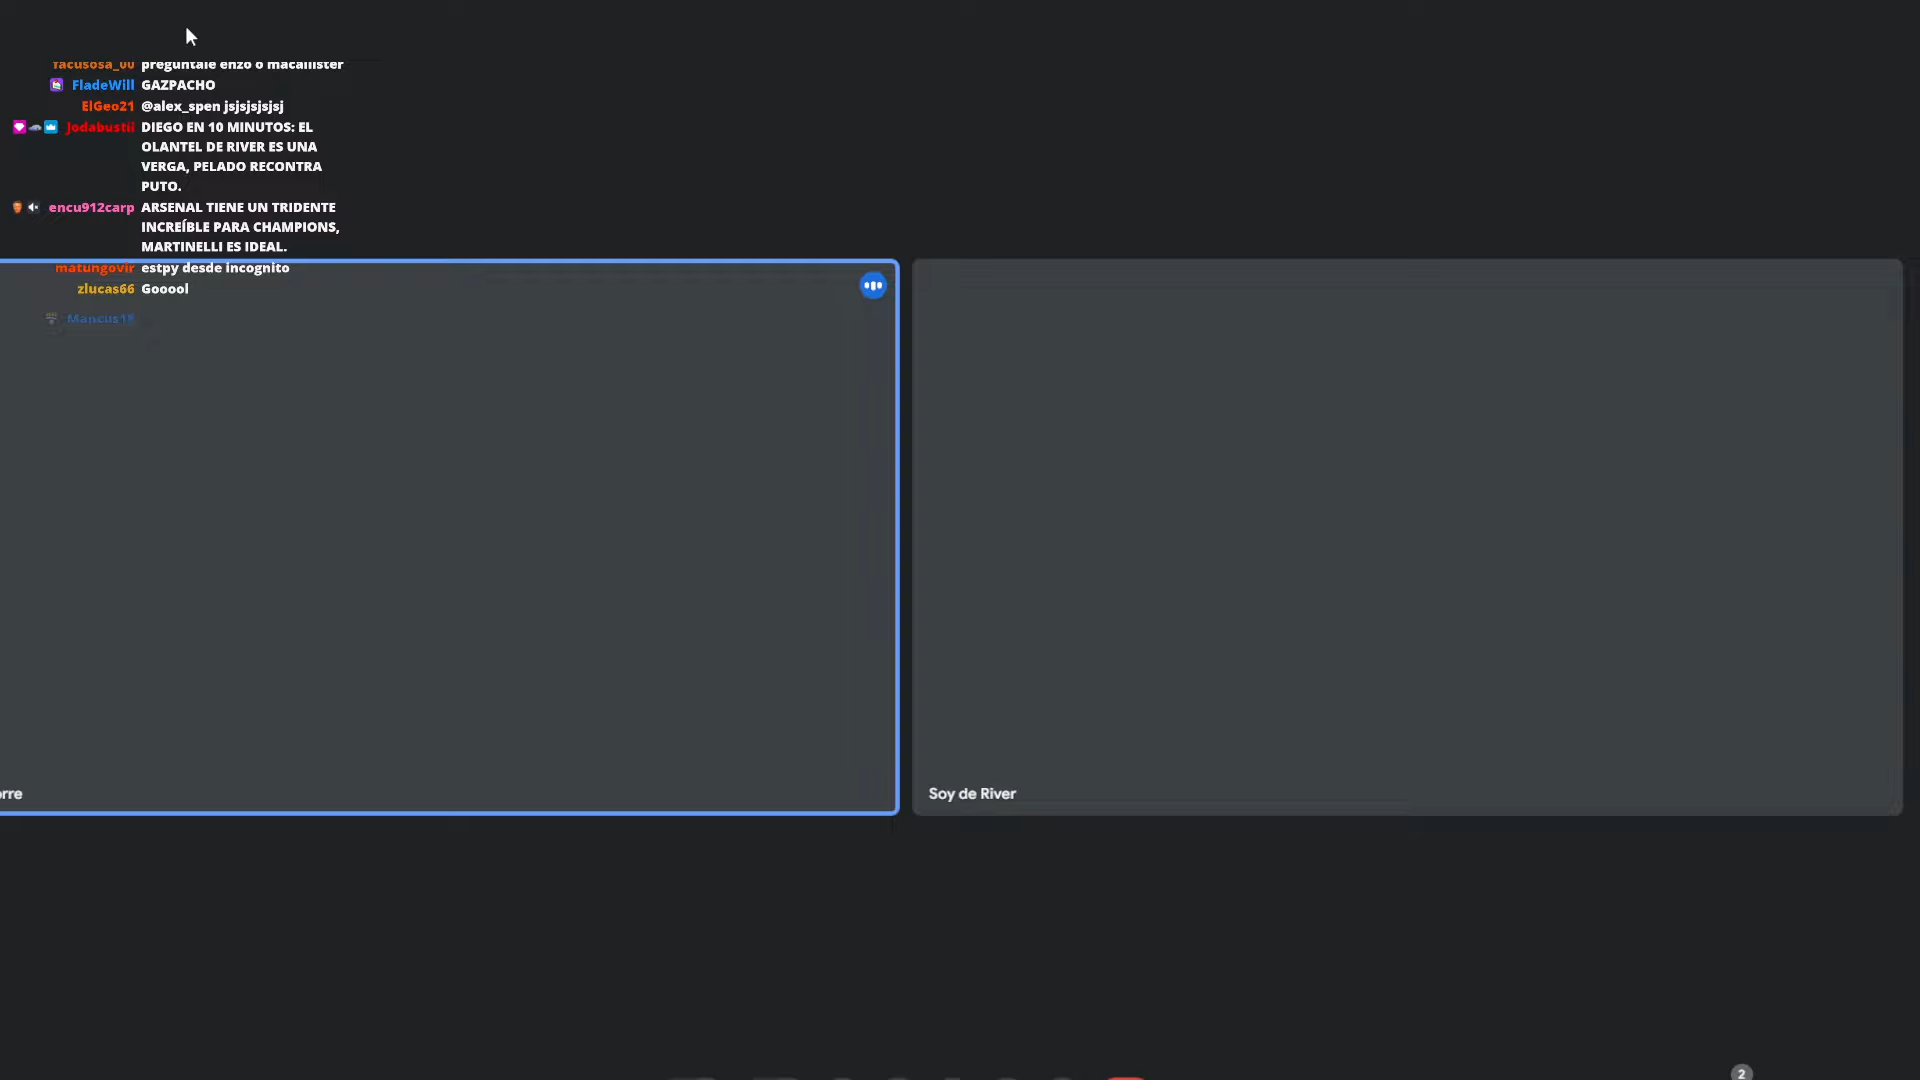 facusosa_00 preguntale enzo o macallister
FladeWill GAZPACHO
ElGeo21 @alex_spen jsjsjsjsjsj
Jodabustii DIEGO EN 10 MINUTOS: EL
OLANTEL DE RIVER ES UNA
VERGA, PELADO RECONTRA
PUTO.
encu912carp ARSENAL TIENE UN TRIDENTE
INCREÍBLE PARA CHAMPIONS,
MARTINELLI ES IDEAL.
matungovir estpy desde incognito
zlucas66 Gooool
Mancus18
orre
Soy de River
2